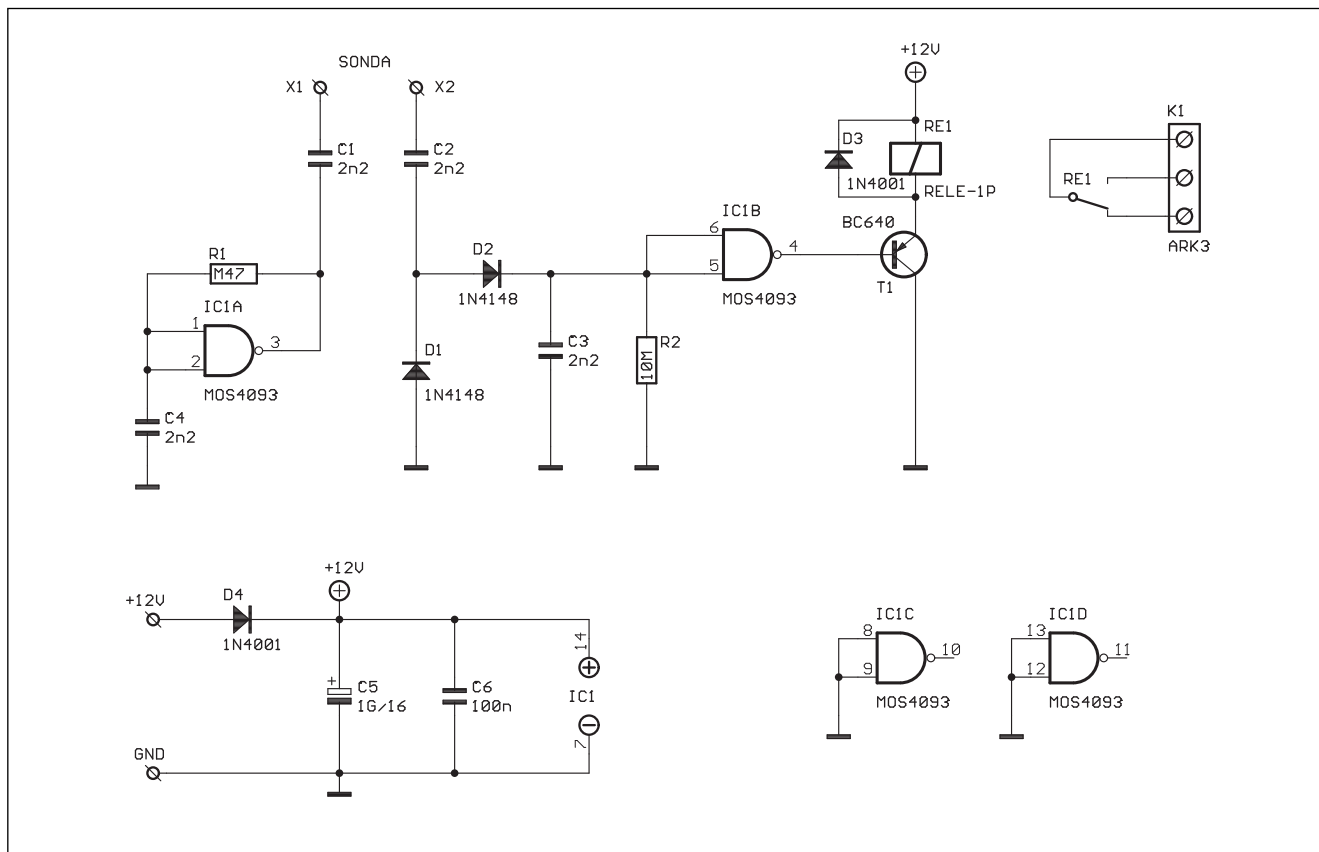 SONDA
X1
X2
C1
2n2
C2
2n2
R1
M47
IC1A
1
2
3
MOS4093
C4
2n2
D2
1N4148
D1
1N4148
C3
2n2
R2
10M
IC1B
6
5
4
MOS4093
+12V
D3
1N4001
RE1
RELE-1P
BC640
T1
K1
RE1
ARK3
+12V
D4
1N4001
+12V
+
C5
1G/16
C6
100n
14
IC1
7
GND
IC1C
8
9
10
MOS4093
IC1D
13
12
11
MOS4093